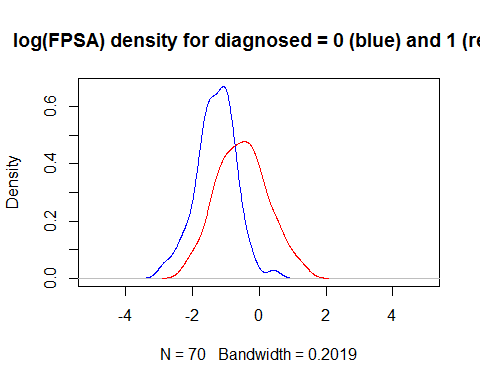 log(FPSA) density for diagnosed = 0 (blue) and 1 (re
Density
0.6
0.4
0.2
0.0
-4 -2 0 2 4
N = 70 Bandwidth = 0.2019